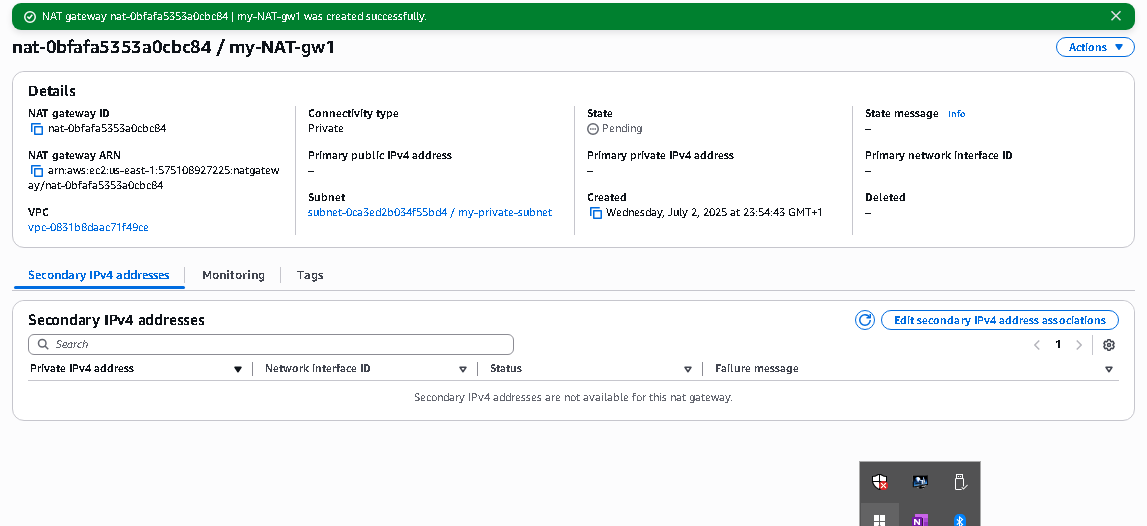 NAT gateway nat-0bfafa5353a0cbc84 | my-NAT-gw1 was created successfully.
nat-0bfafa5353a0cbc84 / my-NAT-gw1
Actions
Details
NAT gateway ID
nat-0bfafa5353a0cbc84
Connectivity type
Private
State
Pending
State message Info
–
NAT gateway ARN
arn:aws:ec2:us-east-1:575108927225:natgatew
ay/nat-0bfafa5353a0cbc84
Primary public IPv4 address
–
Primary private IPv4 address
–
Primary network interface ID
–
VPC
vpc-0831b8daac71f49ce
Subnet
subnet-0ca3ed2b034f55bd4 / my-private-subnet
Created
Wednesday, July 2, 2025 at 23:54:43 GMT+1
Deleted
–
Secondary IPv4 addresses Monitoring Tags
Secondary IPv4 addresses
Edit secondary IPv4 address associations
Search
1
Private IPv4 address Network interface ID Status Failure message
Secondary IPv4 addresses are not available for this nat gateway.
N